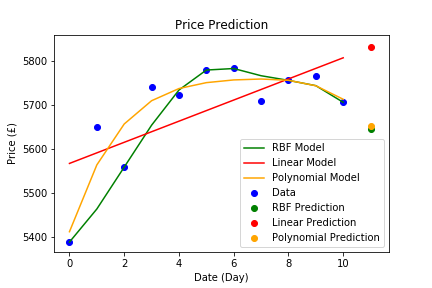 Price Prediction
Price (£)
5800
5700
5600
5500
5400
RBF Model
Linear Model
Polynomial Model
Data
RBF Prediction
Linear Prediction
Polynomial Prediction
0
2
4
6
8
10
Date (Day)